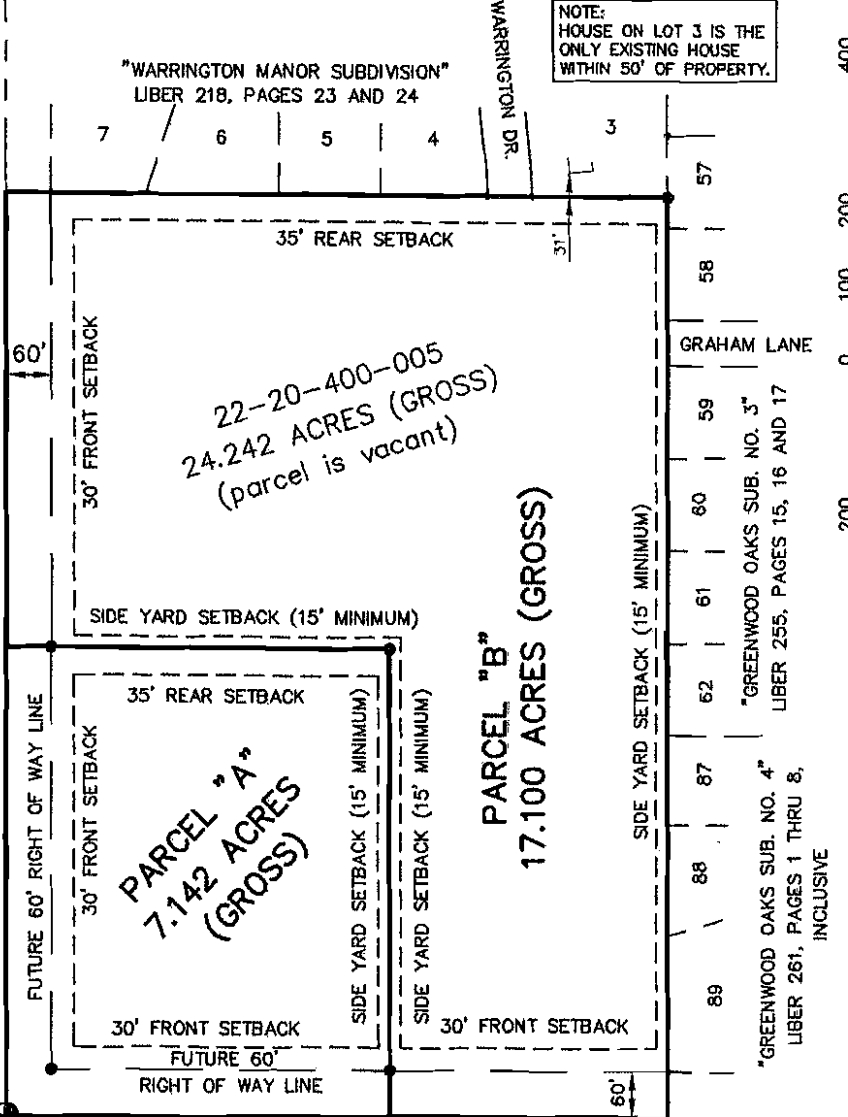 NOTE:
HOUSE ON LOT 3 IS THE
ONLY EXISTING HOUSE
WITHIN 50' OF PROPERTY.
WARRINGTON DR.
"WARRINGTON MANOR SUBDIVISION"
LIBER 218, PAGES 23 AND 24
7
6
5
4
3
57
31'
35' REAR SETBACK
58
60'
30' FRONT SETBACK
22-20-400-005
24.242 ACRES (GROSS)
(parcel is vacant)
GRAHAM LANE
59
60
61
62
"GREENWOOD OAKS SUB. NO. 3"
LIBER 255, PAGES 15, 16 AND 17
SIDE YARD SETBACK (15' MINIMUM)
PARCEL "B"
17.100 ACRES (GROSS)
SIDE YARD SETBACK (15' MINIMUM)
FUTURE 60' RIGHT OF WAY LINE
35' REAR SETBACK
30' FRONT SETBACK
PARCEL "A"
7.142 ACRES
(GROSS)
SIDE YARD SETBACK (15' MINIMUM)
SIDE YARD SETBACK (15' MINIMUM)
87
88
89
"GREENWOOD OAKS SUB. NO. 4"
LIBER 261, PAGES 1 THRU 8,
INCLUSIVE
30' FRONT SETBACK
30' FRONT SETBACK
FUTURE 60'
RIGHT OF WAY LINE
60'
400
200
100
0
200